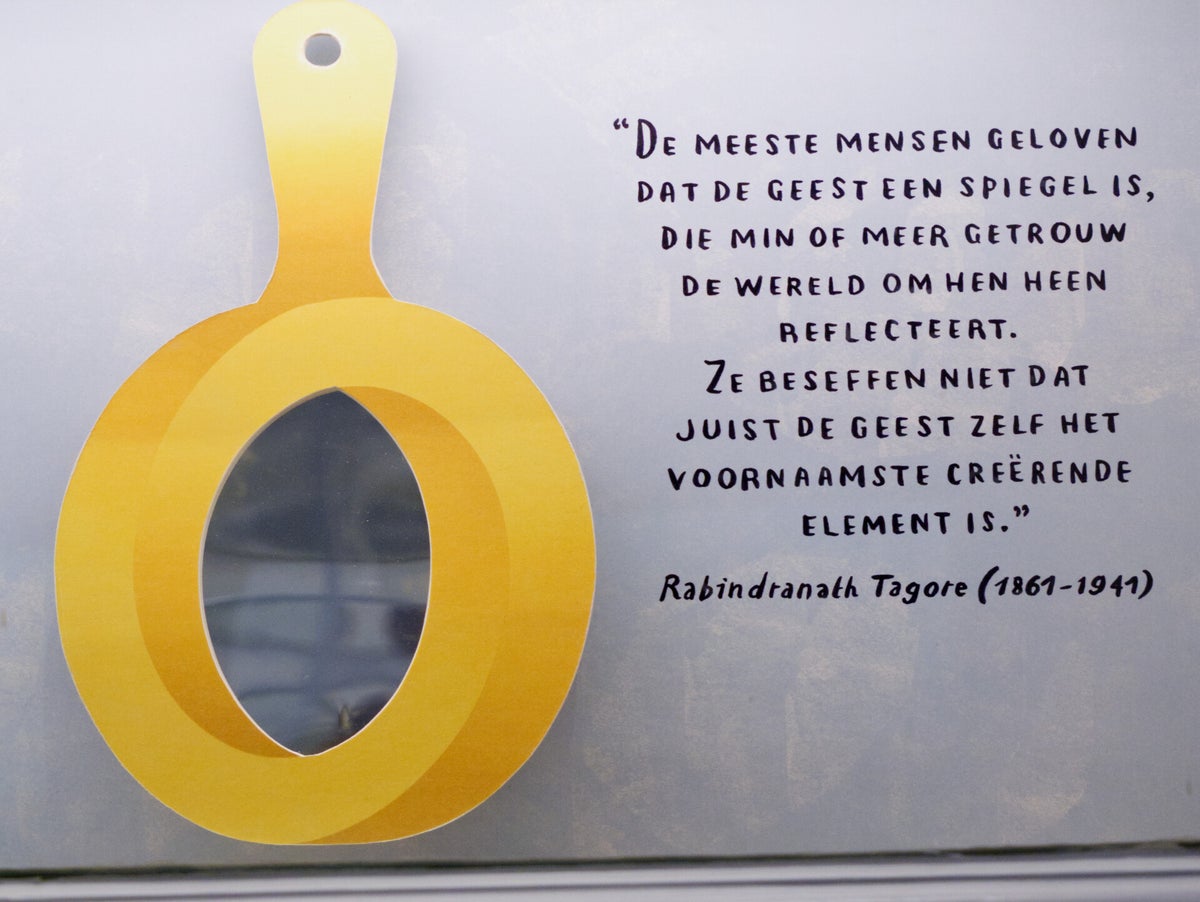 “De meeste mensen geloven
dat de geest een spiegel is,
die min of meer getrouw
de wereld om hen heen
reflecteert.
Ze beseffen niet dat
juist de geest zelf het
voornaamste creërende
element is.”
Rabindranath Tagore (1861-1941)